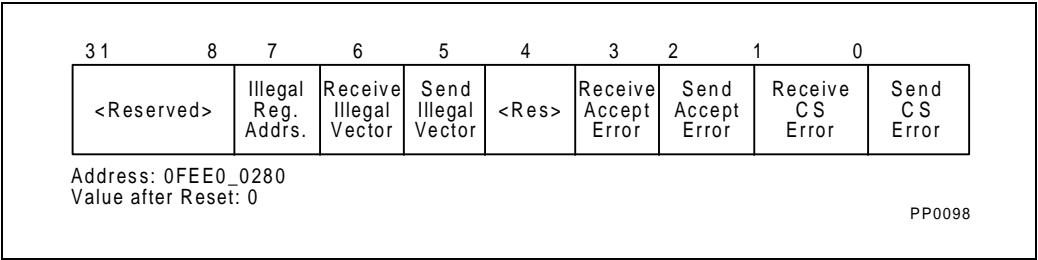 31 8 7 6 5 4 3 2 1 0
<Reserved> Illegal Reg. Addrs. Receive Illegal Vector Send Illegal Vector <Res> Receive Accept Error Send Accept Error Receive CS Error Send CS Error
Address: 0FEE0_0280
Value after Reset: 0
PP0098